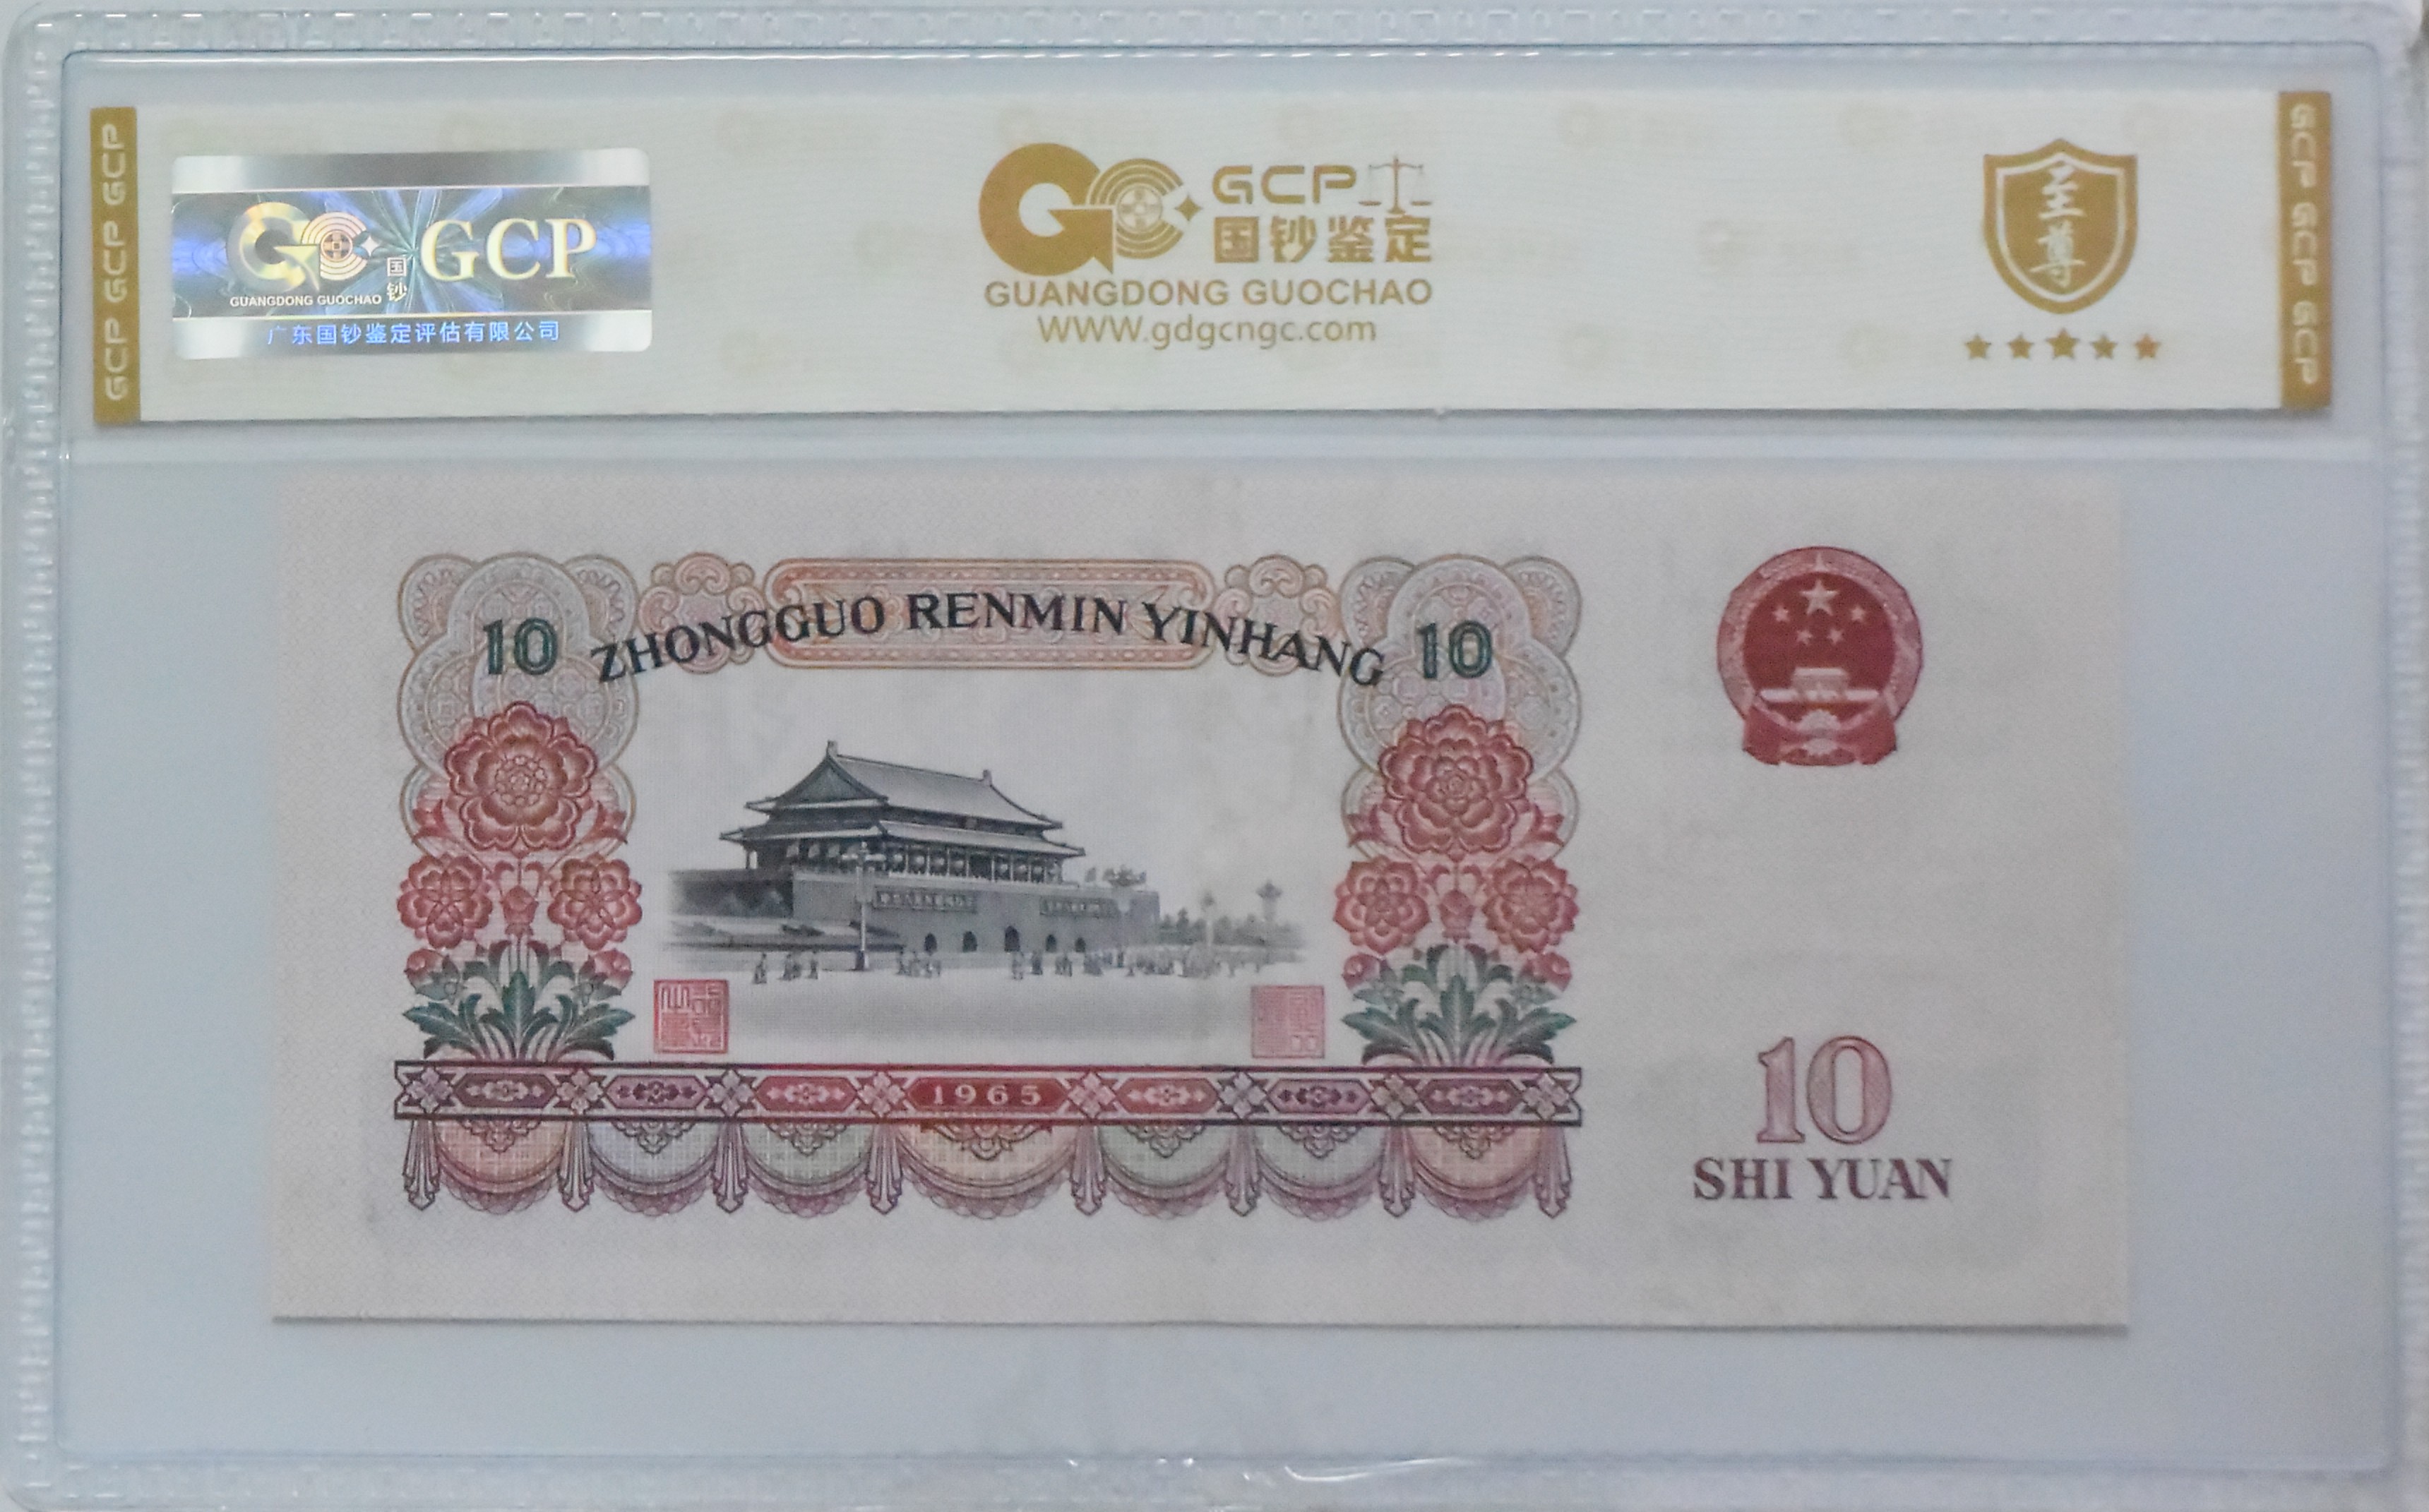 GCP GCP GCP
GC GCP
国钞
GUANGDONG GUOCHAO
广东国钞鉴定评估有限公司
GC GCP
国钞鉴定
GUANGDONG GUOCHAO
WWW.gdgcngc.com
至尊
GCP GCP GCP
10 ZHONGGUO RENMIN YINHANG 10
1965
10
SHI YUAN